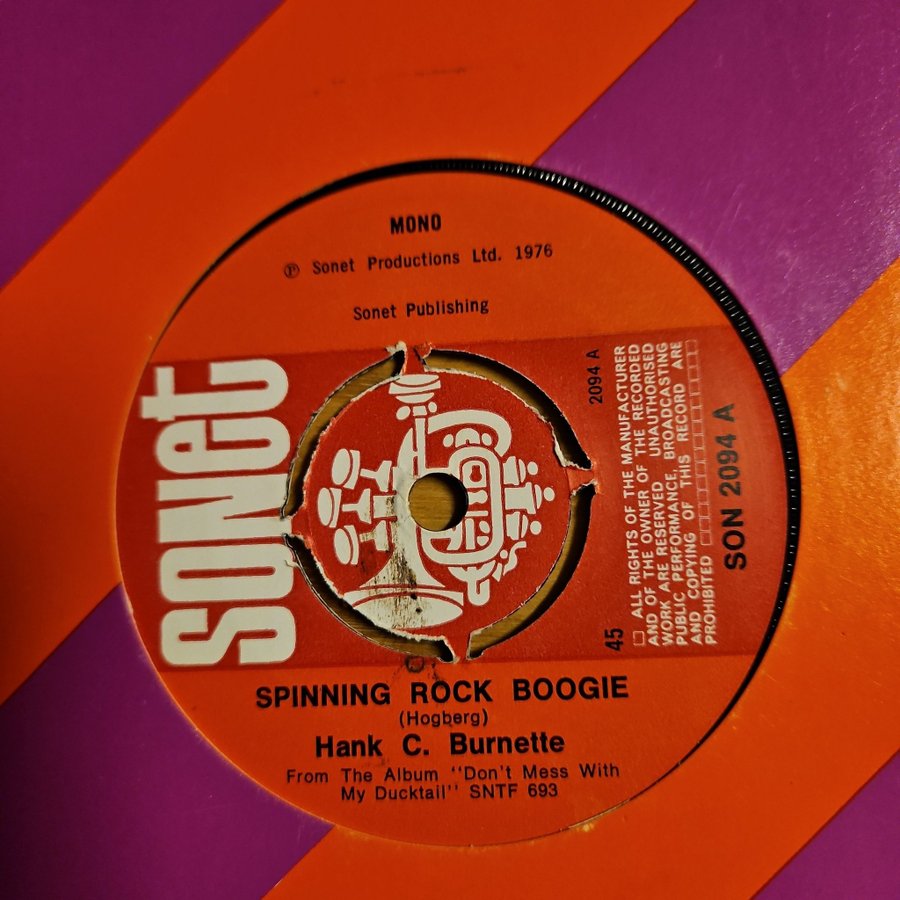 MONO
℗ Sonet Productions Ltd. 1976
Sonet Publishing
sonet
2094 A
ALL RIGHTS OF THE MANUFACTURER
AND OF THE OWNER OF THE RECORDED
WORK ARE RESERVED UNAUTHORISED
PUBLIC PERFORMANCE, BROADCASTING
AND COPYING OF THIS RECORD ARE
PROHIBITED
SON 2094 A
45
SPINNING ROCK BOOGIE
(Hogberg)
Hank C. Burnette
From The Album "Don't Mess With
My Ducktail" SNTF 693